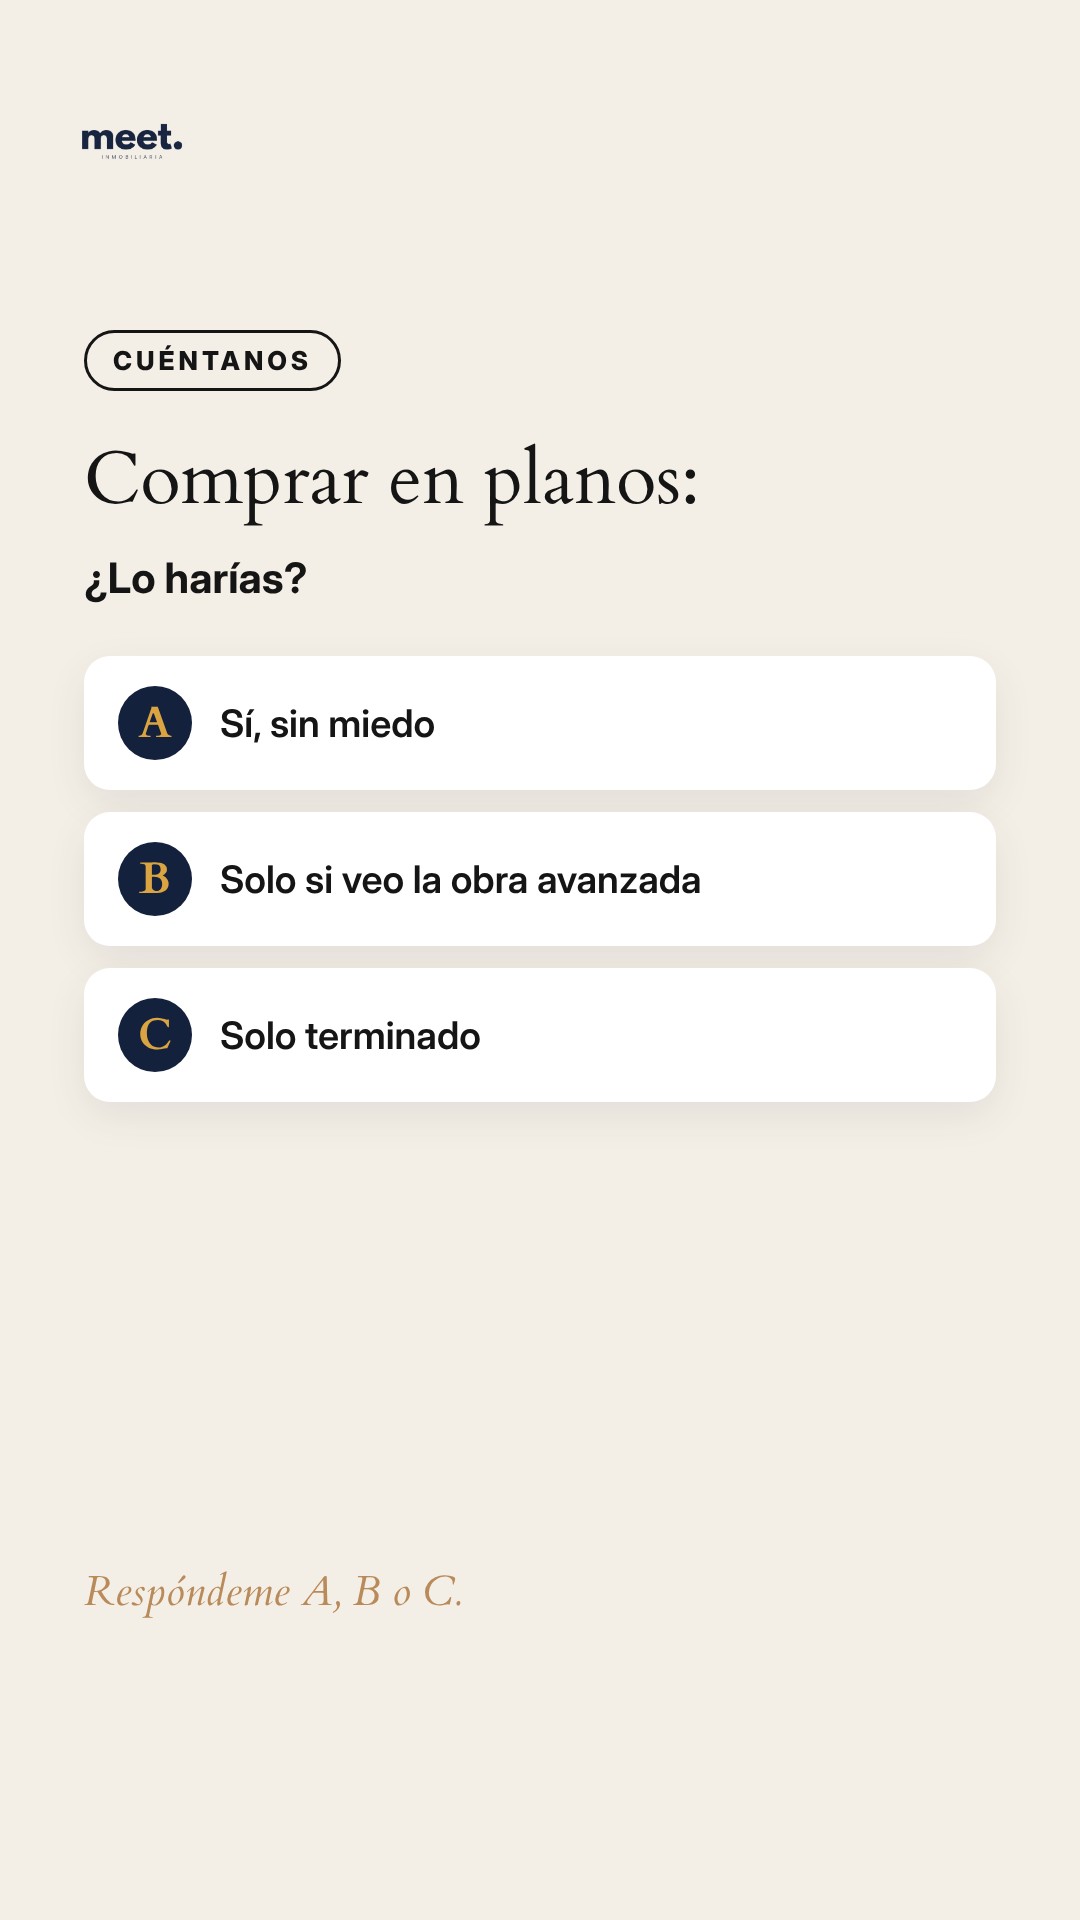 meet.
INMOBILIARIA
CUÉNTANOS
Comprar en planos:
¿Lo harías?
A Sí, sin miedo
B Solo si veo la obra avanzada
C Solo terminado
Respóndeme A, B o C.